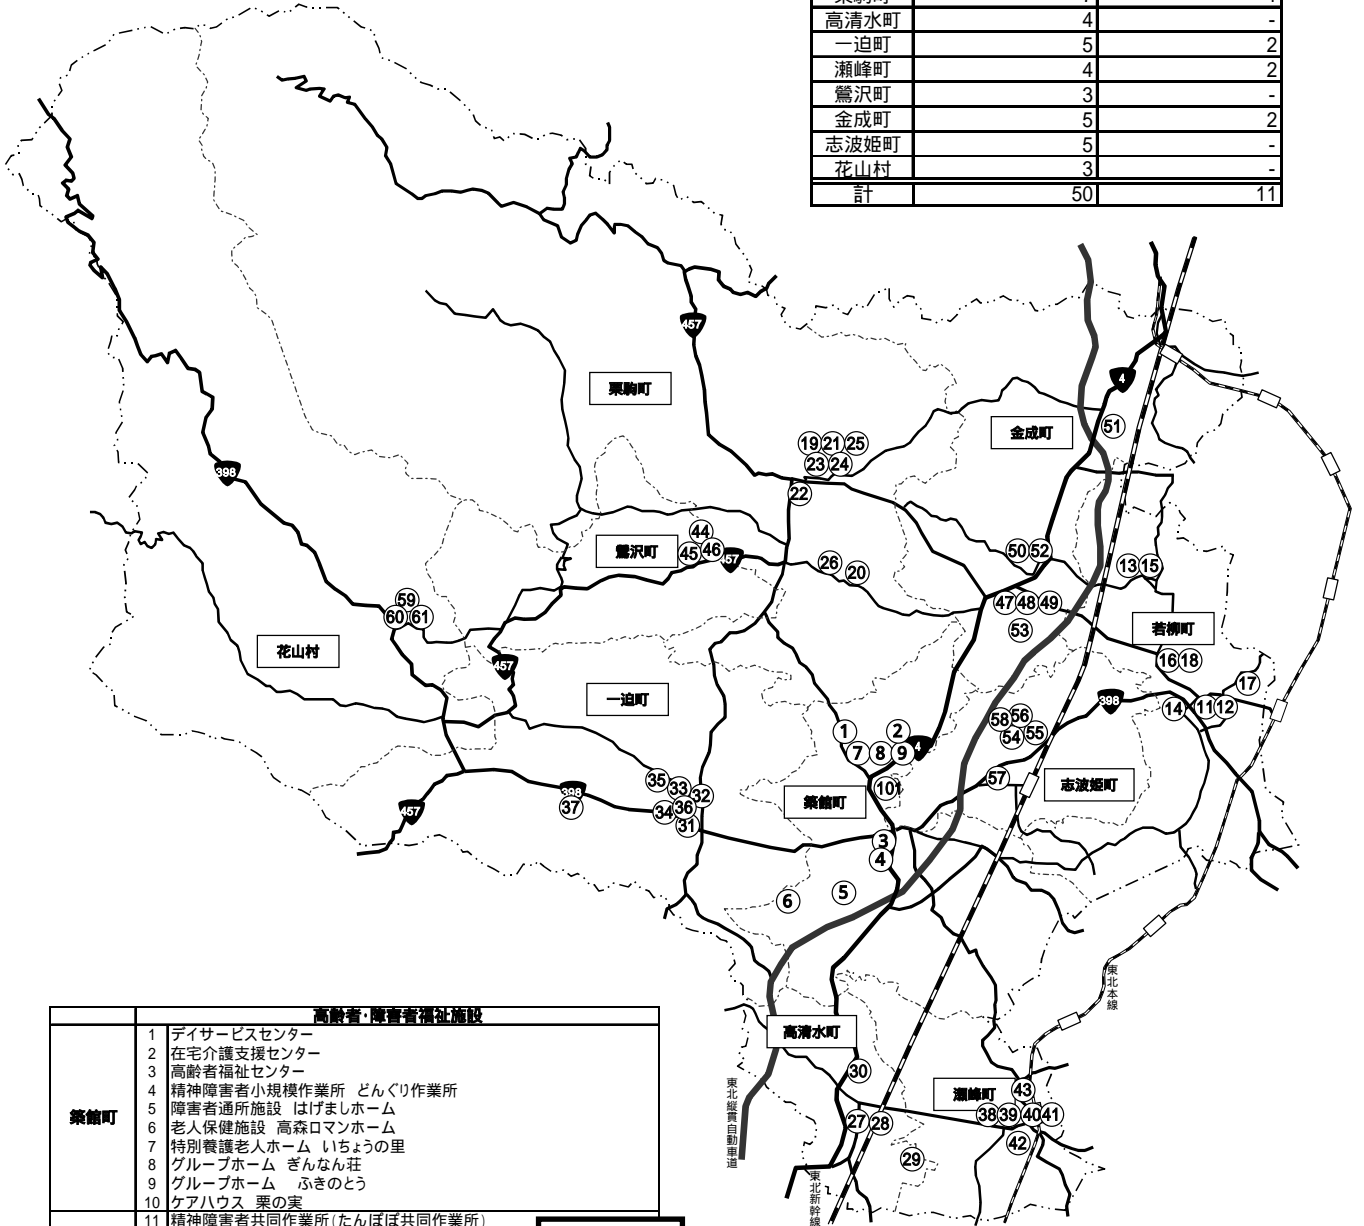 高清水町 4 -
一迫町 5 2
瀬峰町 4 2
鶯沢町 3 -
金成町 5 2
志波姫町 5 -
花山村 3 -
計 50 11
457
4
栗駒町
金成町
51
19 21 25
23 24
398
22
44
鶯沢町
45 46
457
50 52
26 20
13 15
59
60 61
47 48 49
若柳町
53
花山村
16 18
457
17
一迫町
398
14 11 12
58 56
54 55
1 2
7 8 9 4
57
志波姫町
35 33 32
398
37
築館町
10
34 36
31
457
3
4
5
6
東北本線
高清水町
30
瀬峰町
43
38 39 40 41
27 28
42
29
東北縦貫自動車道
東北新幹線
高齢者・障害者福祉施設
築館町
1 デイサービスセンター
2 在宅介護支援センター
3 高齢者福祉センター
4 精神障害者小規模作業所 どんぐり作業所
5 障害者通所施設 はげましホーム
6 老人保健施設 高森ロマンホーム
7 特別養護老人ホーム いちょうの里
8 グループホーム ぎんなん荘
9 グループホーム ふきのとう
10 ケアハウス 栗の実
11 精神障害者共同作業所(たんぽぽ共同作業所)